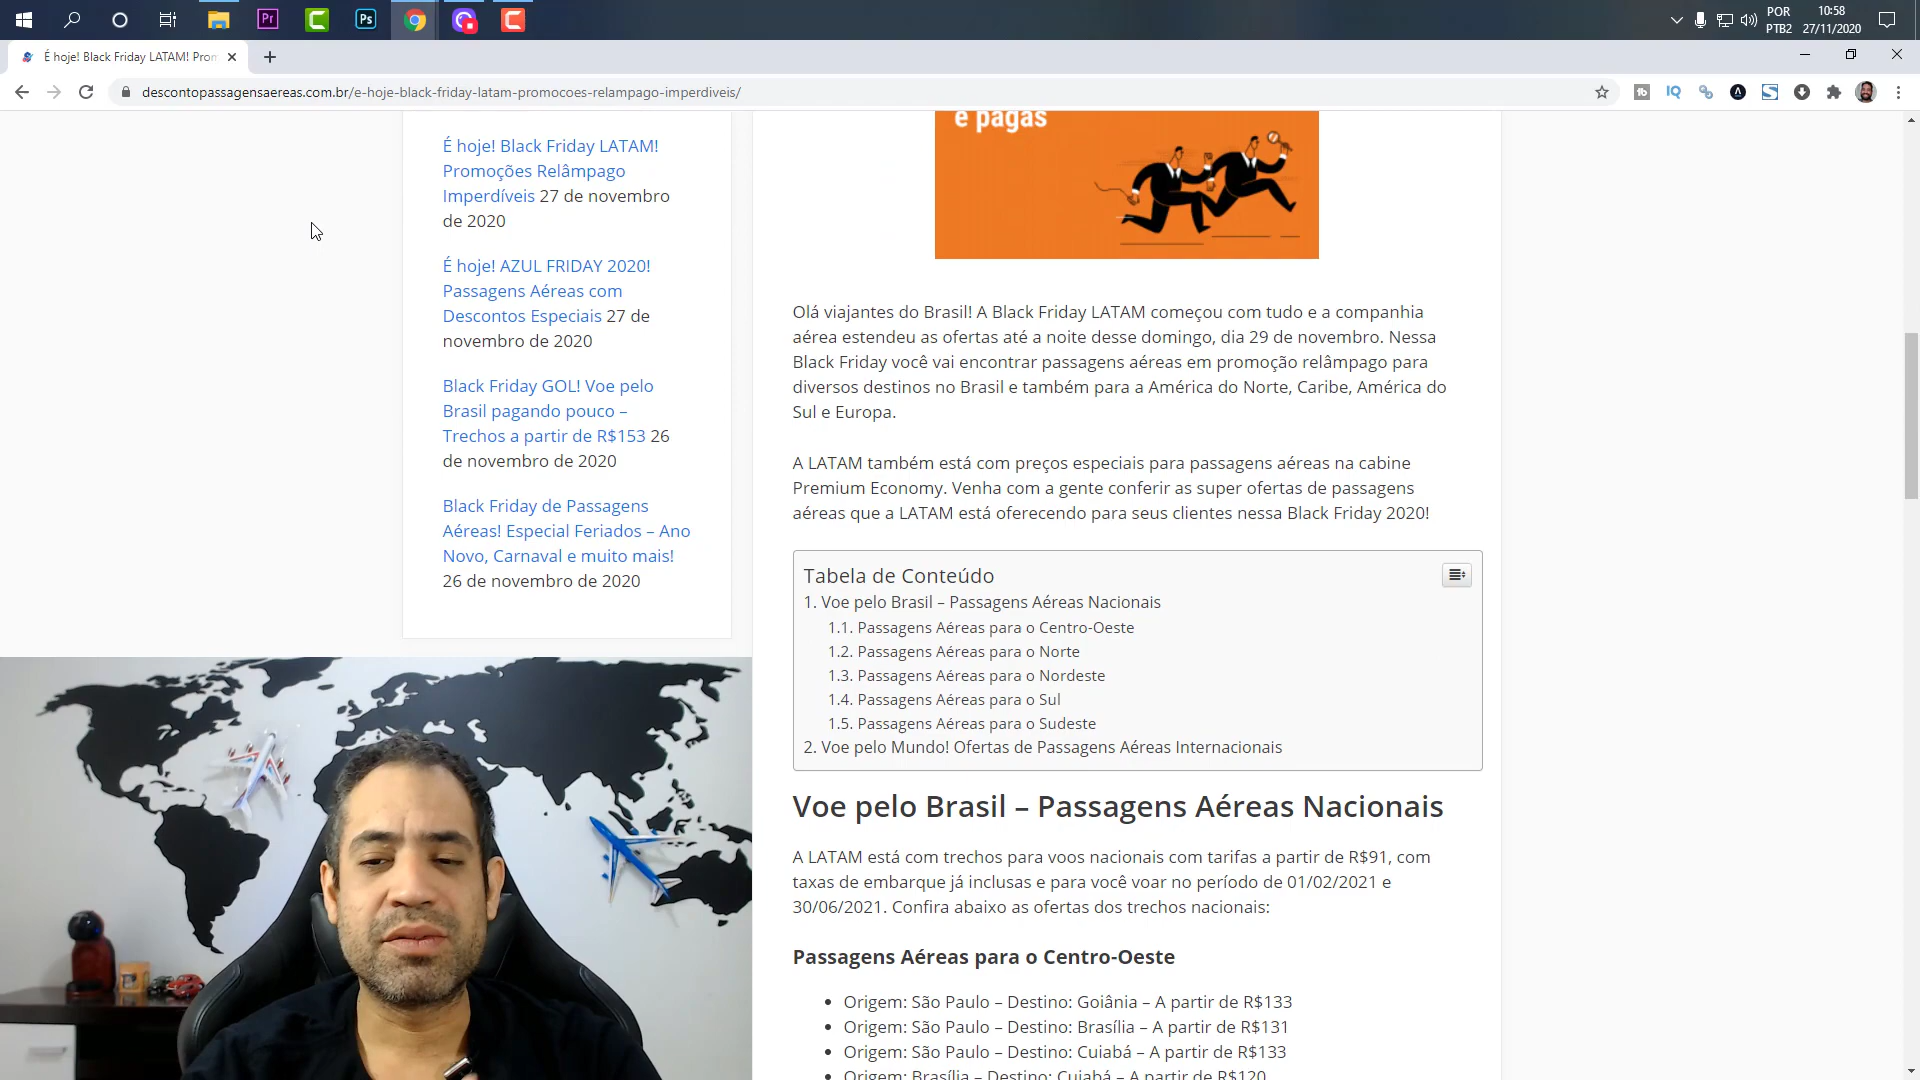 Pr
Ps
POR
PTB2
10:58
27/11/2020
É hoje! Black Friday LATAM! Prom
descontopassagensaereas.com.br/e-hoje-black-friday-latam-promocoes-relampago-imperdiveis/
tb
IQ
É hoje! Black Friday LATAM!
Promoções Relâmpago
Imperdíveis 27 de novembro
de 2020
É hoje! AZUL FRIDAY 2020!
Passagens Aéreas com
Descontos Especiais 27 de
novembro de 2020
Black Friday GOL! Voe pelo
Brasil pagando pouco –
Trechos a partir de R$153 26
de novembro de 2020
Black Friday de Passagens
Aéreas! Especial Feriados – Ano
Novo, Carnaval e muito mais!
26 de novembro de 2020
e pagas
Olá viajantes do Brasil! A Black Friday LATAM começou com tudo e a companhia
aérea estendeu as ofertas até a noite desse domingo, dia 29 de novembro. Nessa
Black Friday você vai encontrar passagens aéreas em promoção relâmpago para
diversos destinos no Brasil e também para a América do Norte, Caribe, América do
Sul e Europa.
A LATAM também está com preços especiais para passagens aéreas na cabine
Premium Economy. Venha com a gente conferir as super ofertas de passagens
aéreas que a LATAM está oferecendo para seus clientes nessa Black Friday 2020!
Tabela de Conteúdo
1. Voe pelo Brasil – Passagens Aéreas Nacionais
1.1. Passagens Aéreas para o Centro-Oeste
1.2. Passagens Aéreas para o Norte
1.3. Passagens Aéreas para o Nordeste
1.4. Passagens Aéreas para o Sul
1.5. Passagens Aéreas para o Sudeste
2. Voe pelo Mundo! Ofertas de Passagens Aéreas Internacionais
Voe pelo Brasil – Passagens Aéreas Nacionais
A LATAM está com trechos para voos nacionais com tarifas a partir de R$91, com
taxas de embarque já inclusas e para você voar no período de 01/02/2021 e
30/06/2021. Confira abaixo as ofertas dos trechos nacionais:
Passagens Aéreas para o Centro-Oeste
Origem: São Paulo – Destino: Goiânia – A partir de R$133
Origem: São Paulo – Destino: Brasília – A partir de R$131
Origem: São Paulo – Destino: Cuiabá – A partir de R$133
Origem: Brasília – Destino: Cuiabá – A partir de R$120